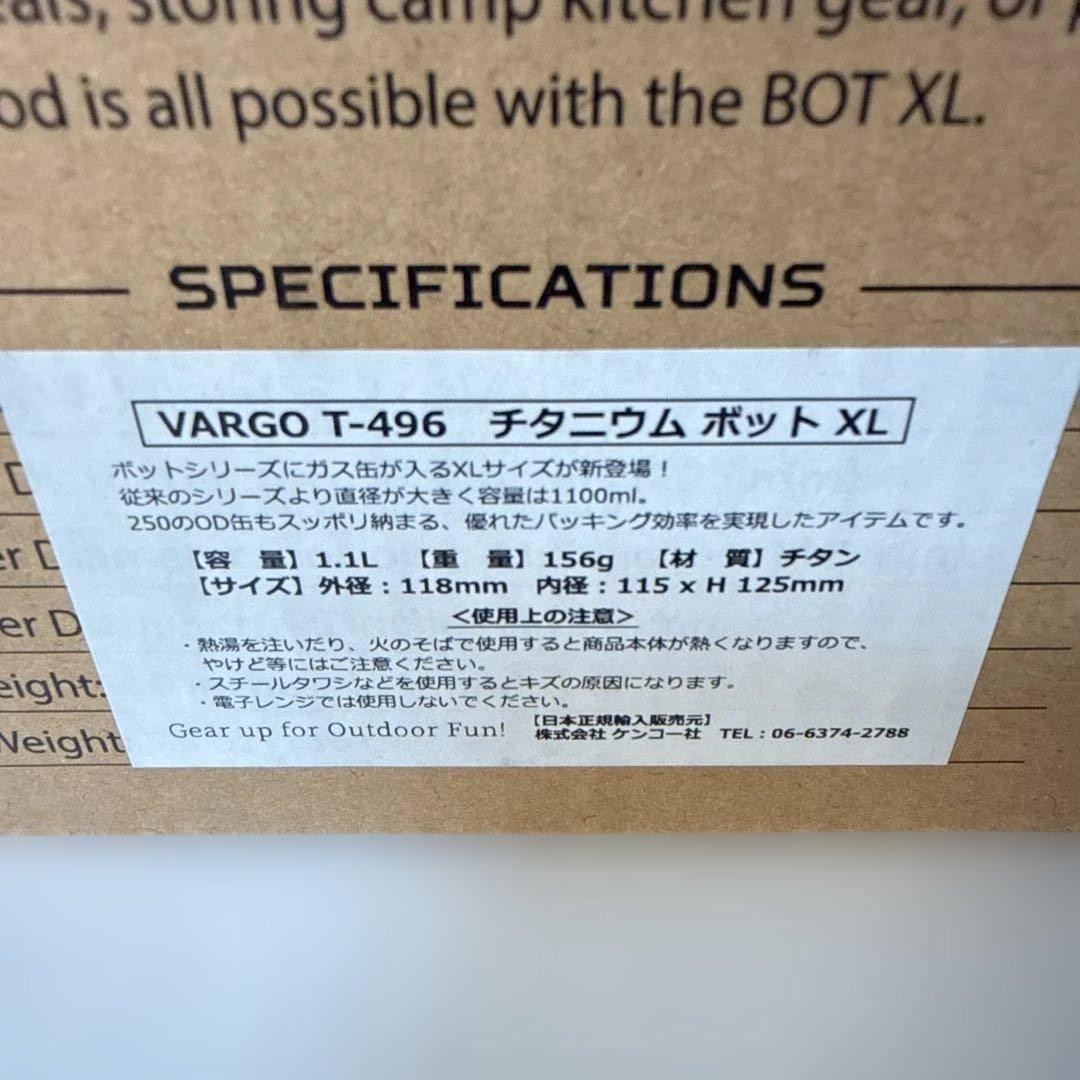 storing camp kitchen gear, or
is all possible with the BOT XL.
SPECIFICATIONS
VARGO T-496 チタニウム ボット XL
ボットシリーズにガス缶が入るXLサイズが新登場！
従来のシリーズより直径が大きく容量は1100ml。
250のOD缶もスッポリ納まる、優れたパッキング効率を実現したアイテムです。
【容 量】1.1L 【重 量】156g 【材 質】チタン
【サイズ】外径：118mm 内径：115 x H 125mm
＜使用上の注意＞
・熱湯を注いだり、火のそばで使用すると商品本体が熱くなりますので、
やけど等にはご注意ください。
・スチールタワシなどを使用するとキズの原因になります。
・電子レンジでは使用しないでください。
Gear up for Outdoor Fun!
【日本正規輸入販売元】
株式会社 ケンコー社 TEL：06-6374-2788
Weight